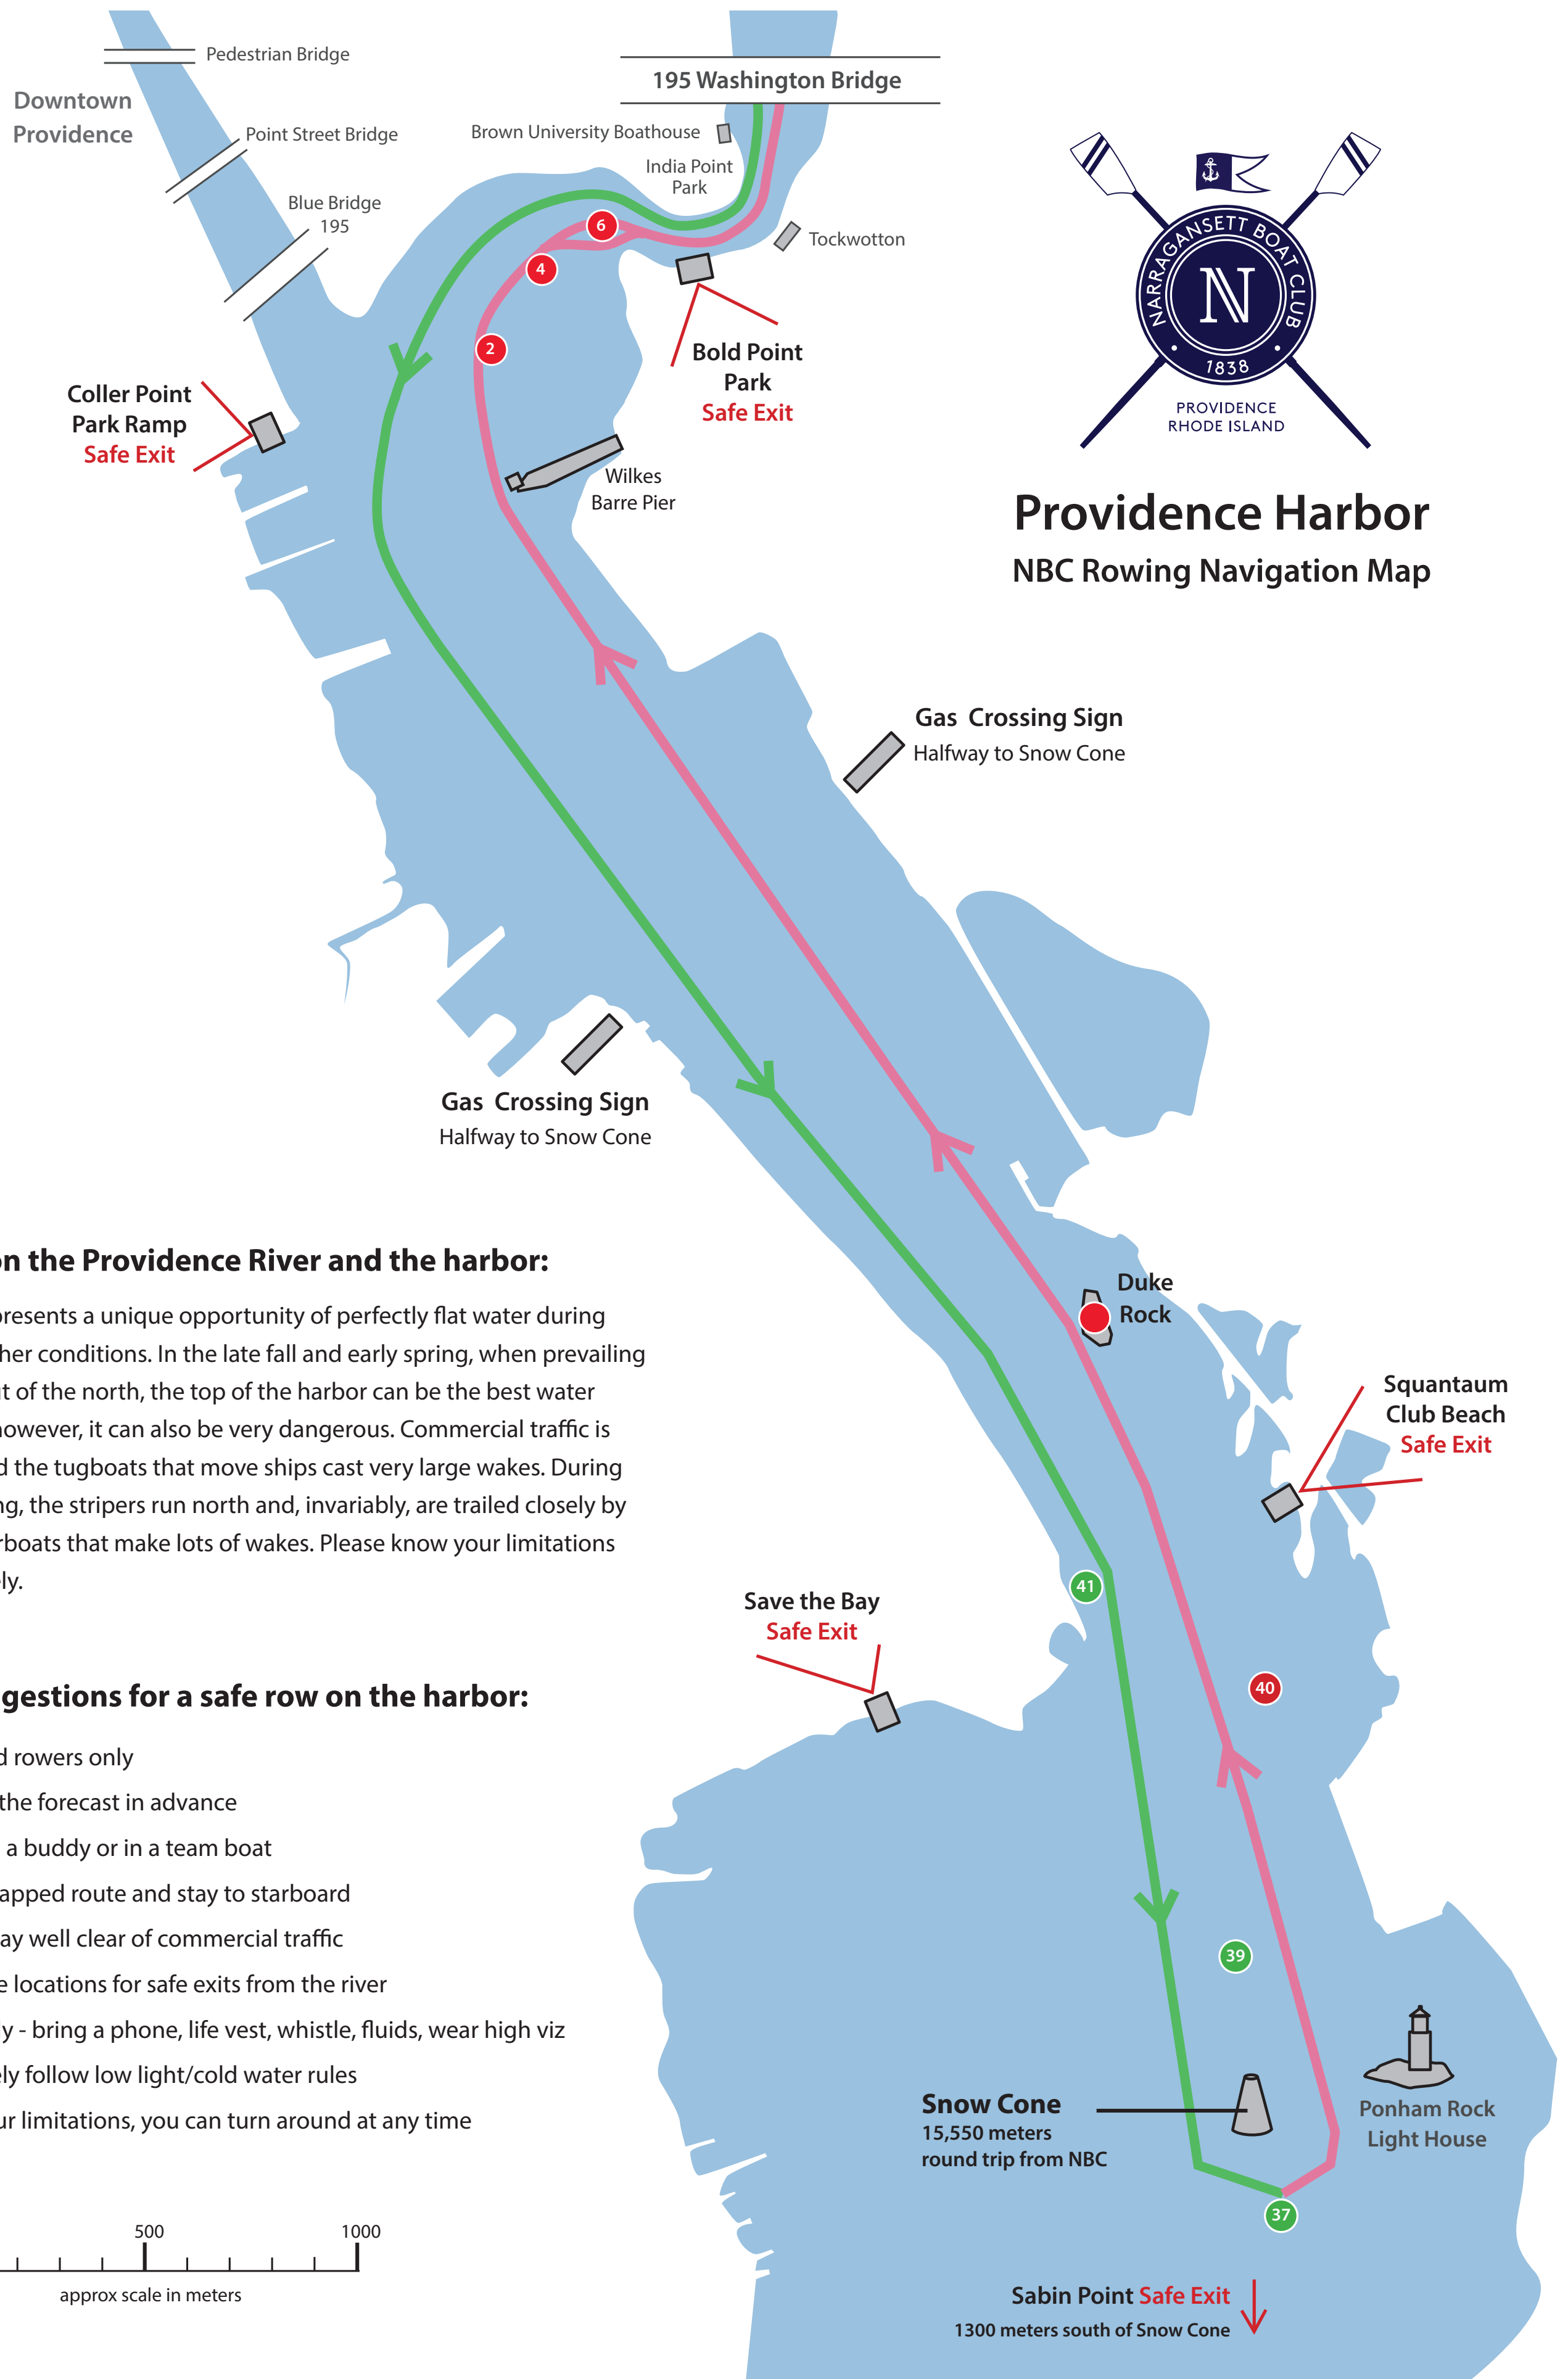 Pedestrian Bridge
Downtown
Providence
Point Street Bridge
Blue Bridge
195
195 Washington Bridge
Brown University Boathouse
India Point
Park
Tockwotton
6
4
2
Bold Point
Park
Safe Exit
Coller Point
Park Ramp
Safe Exit
Wilkes
Barre Pier
NARRAGANSETT BOAT CLUB
N
1838
PROVIDENCE
RHODE ISLAND
Providence Harbor
NBC Rowing Navigation Map
Gas Crossing Sign
Halfway to Snow Cone
Gas Crossing Sign
Halfway to Snow Cone
on the Providence River and the harbor:
presents a unique opportunity of perfectly flat water during
her conditions. In the late fall and early spring, when prevailing
t of the north, the top of the harbor can be the best water
however, it can also be very dangerous. Commercial traffic is
d the tugboats that move ships cast very large wakes. During
ng, the stripers run north and, invariably, are trailed closely by
rboats that make lots of wakes. Please know your limitations
ly.
Duke
Rock
Squantaum
Club Beach
Safe Exit
41
Save the Bay
Safe Exit
40
gestions for a safe row on the harbor:
d rowers only
the forecast in advance
a buddy or in a team boat
apped route and stay to starboard
ay well clear of commercial traffic
e locations for safe exits from the river
ly - bring a phone, life vest, whistle, fluids, wear high viz
ely follow low light/cold water rules
ur limitations, you can turn around at any time
39
Snow Cone
15,550 meters
round trip from NBC
Ponham Rock
Light House
37
500 1000
approx scale in meters
Sabin Point Safe Exit
1300 meters south of Snow Cone